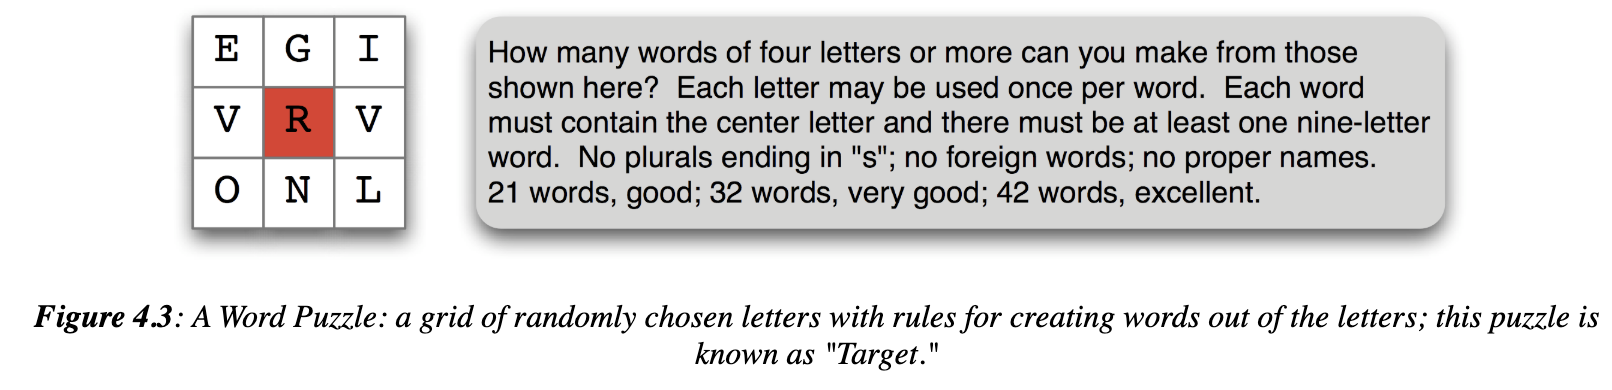 E G I
V R V
O N L
How many words of four letters or more can you make from those
shown here? Each letter may be used once per word. Each word
must contain the center letter and there must be at least one nine-letter
word. No plurals ending in "s"; no foreign words; no proper names.
21 words, good; 32 words, very good; 42 words, excellent.
Figure 4.3: A Word Puzzle: a grid of randomly chosen letters with rules for creating words out of the letters; this puzzle is
known as "Target."